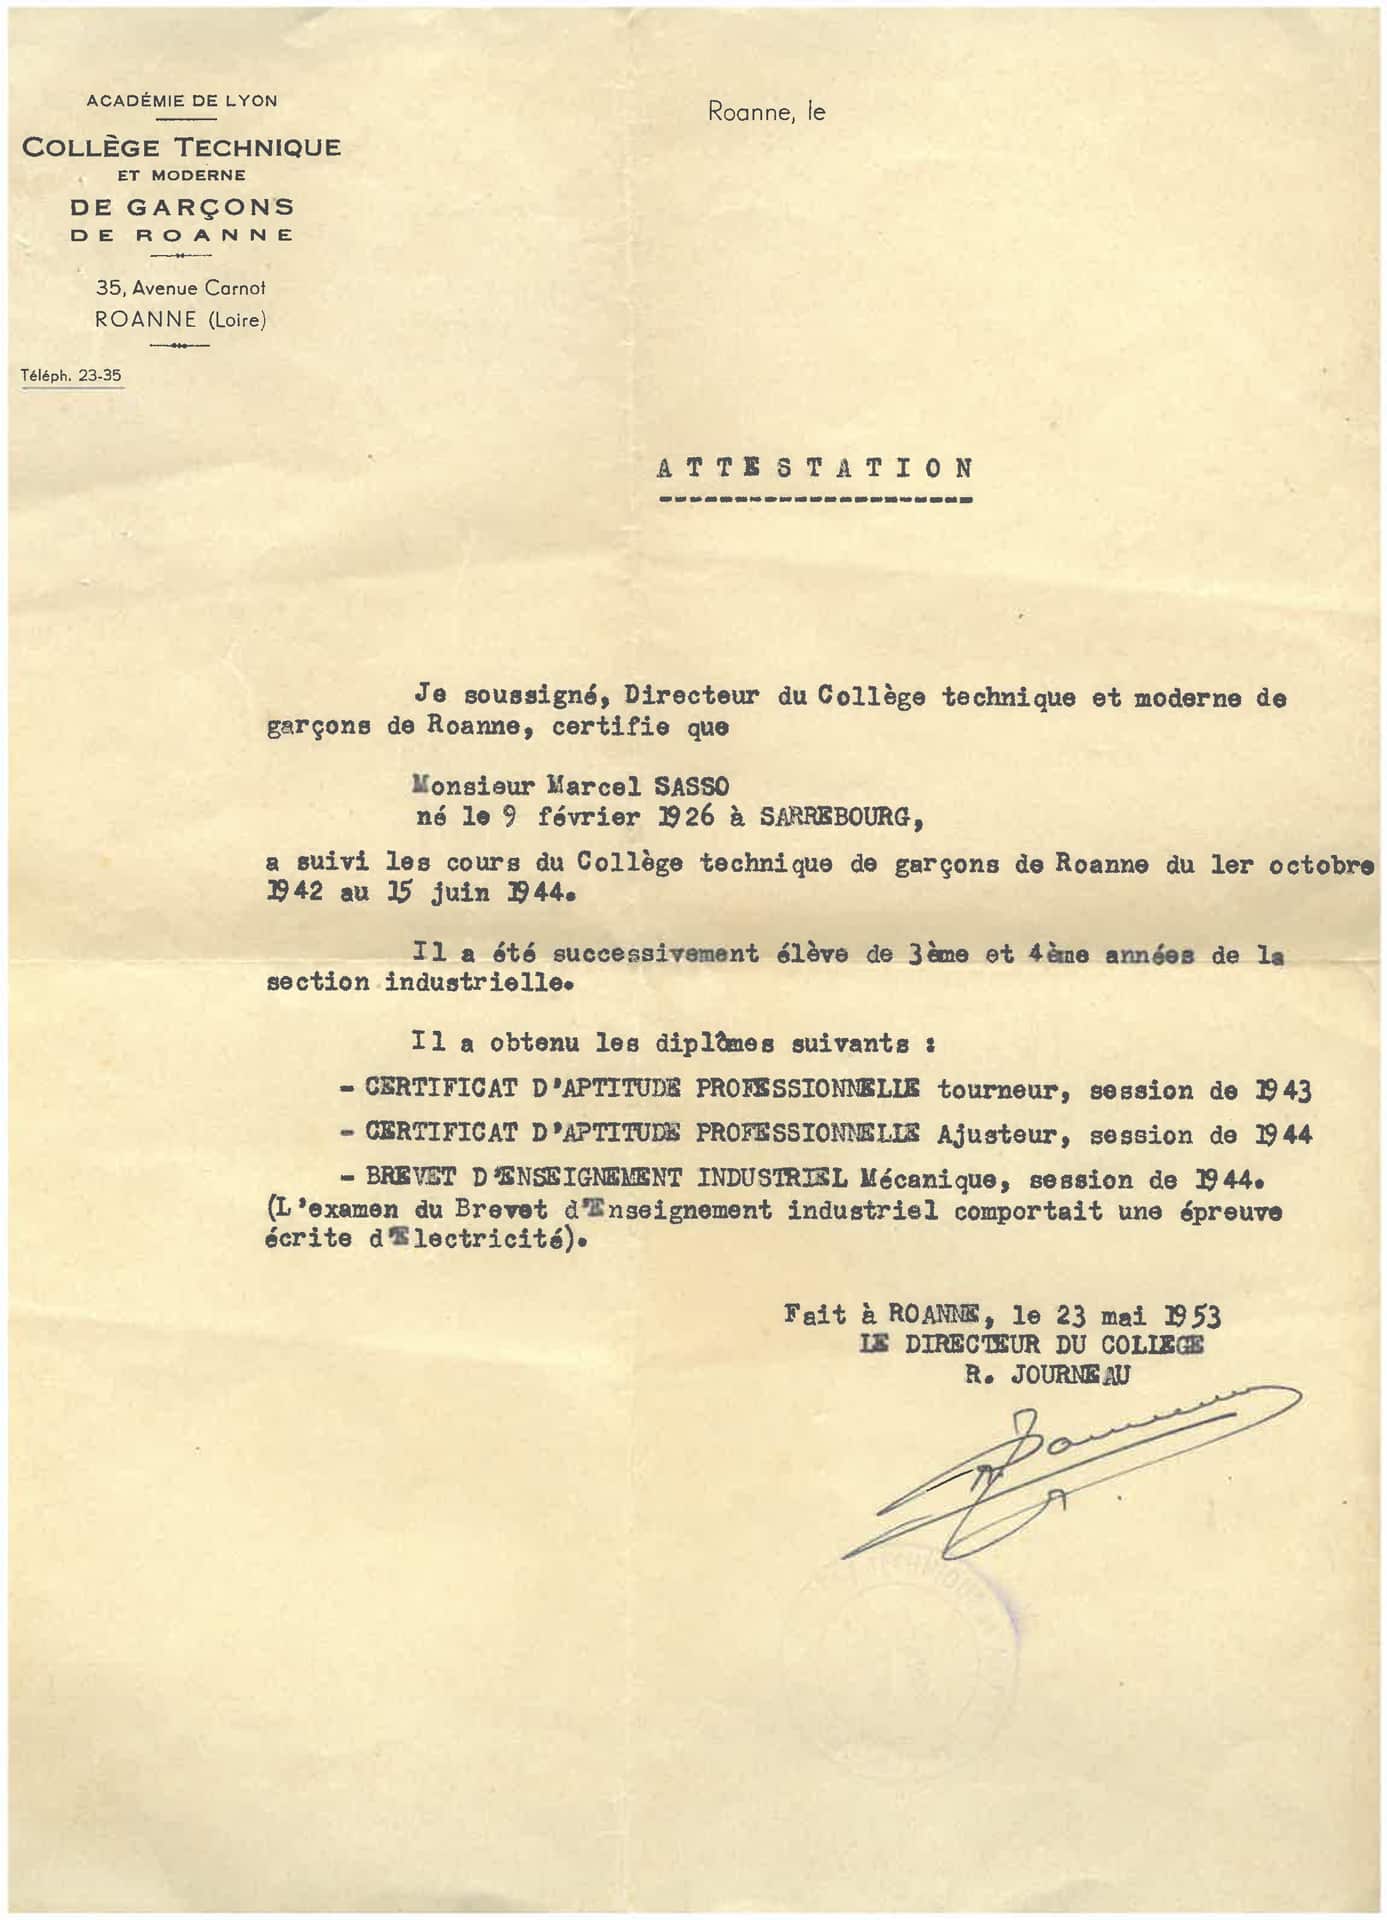 ACADÉMIE DE LYON
COLLÈGE TECHNIQUE
ET MODERNE
DE GARÇONS
DE ROANNE
35, Avenue Carnot
ROANNE (Loire)
Téléph. 23-35
Roanne, le
ATTESTATION
Je soussigné, Directeur du Collège technique et moderne de
garçons de Roanne, certifie que
Monsieur Marcel SASSO
né le 9 février 1926 à SARREBOURG,
a suivi les cours du Collège technique de garçons de Roanne du 1er octobre
1942 au 15 juin 1944.
Il a été successivement élève de 3ème et 4ème années de la
section industrielle.
Il a obtenu les diplômes suivants :
- CERTIFICAT D'APTITUDE PROFESSIONNELLE tourneur, session de 1943
- CERTIFICAT D'APTITUDE PROFESSIONNELLE Ajusteur, session de 1944
- BREVET D'ENSEIGNEMENT INDUSTRIEL Mécanique, session de 1944.
(L'examen du Brevet d'Enseignement industriel comportait une épreuve
écrite d'Electricité).
Fait à ROANNE, le 23 mai 1953
LE DIRECTEUR DU COLLEGE
R. JOURNEAU